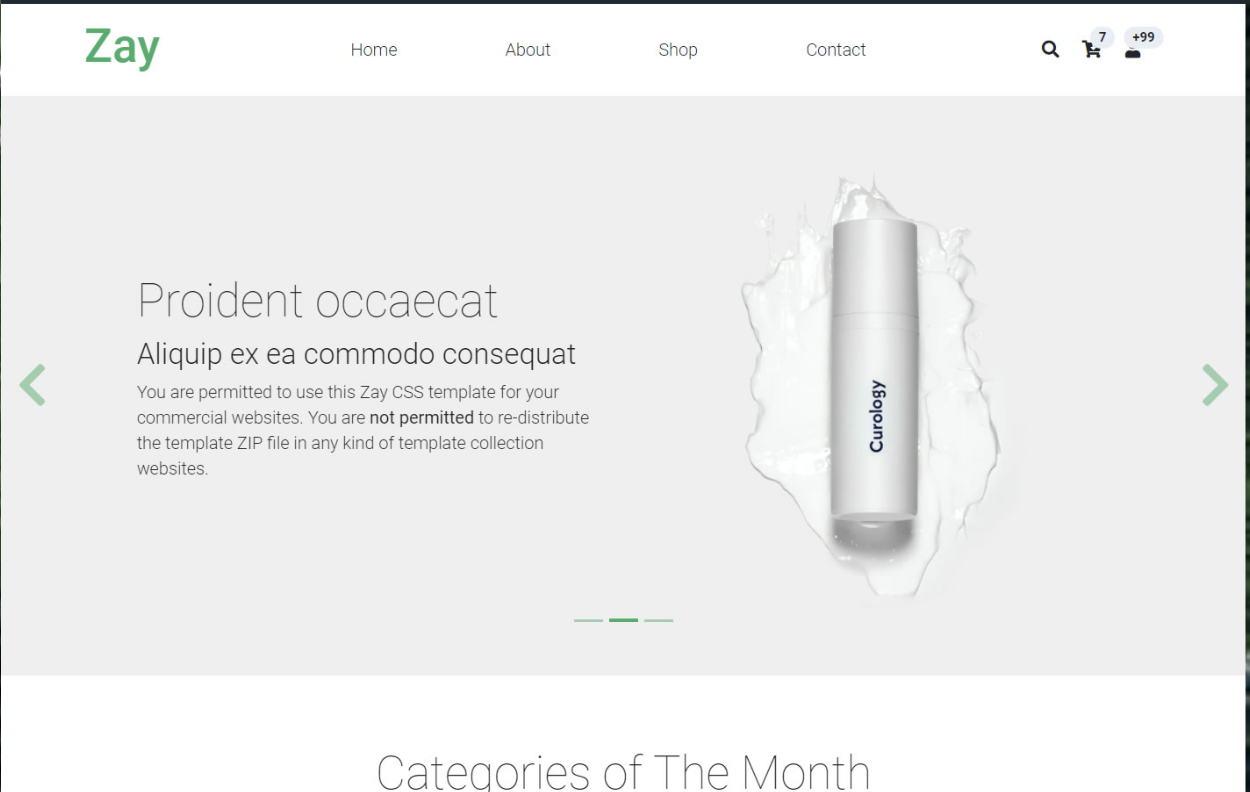 Zay
Home
About
Shop
Contact
7
+99
Proident occaecat
Aliquip ex ea commodo consequat
You are permitted to use this Zay CSS template for your
commercial websites. You are not permitted to re-distribute
the template ZIP file in any kind of template collection
websites.
Curology
Categories of The Month